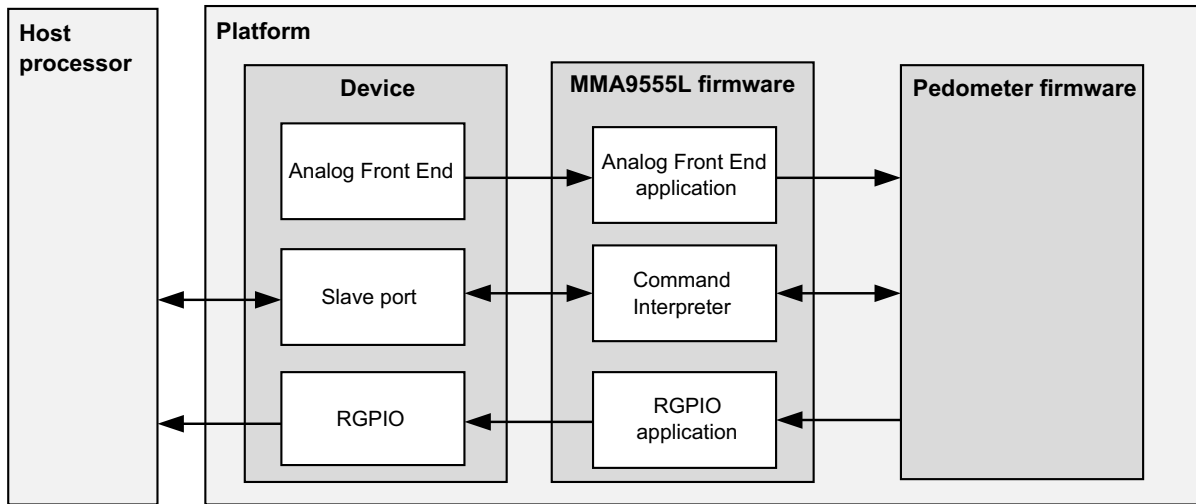 Host
processor
Platform
Device
MMA9555L firmware
Pedometer firmware
Analog Front End
Analog Front End
application
Slave port
Command
Interpreter
RGPIO
RGPIO
application